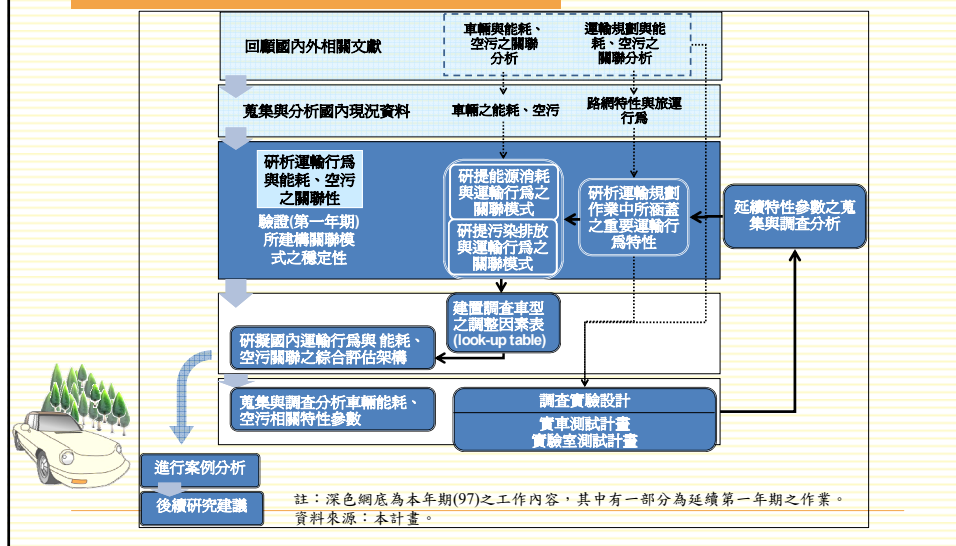 回顧國內外相關文獻
車輛與能耗、
空污之關聯
分析
運輸規劃與能
耗、空污之
關聯分析
蒐集與分析國內現況資料
車輛之能耗、空污
路網特性與旅運
行為
研析運輸行為
與能耗、空污
之關聯性
驗證(第一年期)
所建構關聯模
式之穩定性
研提能源消耗
與運輸行為之
關聯模式
研提污染排放
與運輸行為之
關聯模式
研析運輸規劃
作業中所涵蓋
之重要運輸行
為特性
延續特性參數之蒐
集與調查分析
建置調查車型
之調整因素表
(look-up table)
研擬國內運輸行為與 能耗、
空污關聯之綜合評估架構
蒐集與調查分析車輛能耗、
空污相關特性參數
調查實驗設計
實車測試計畫
實驗室測試計畫
進行案例分析
後續研究建議
註：深色網底為本年期(97)之工作內容，其中有一部分為延續第一年期之作業。
資料來源：本計畫。